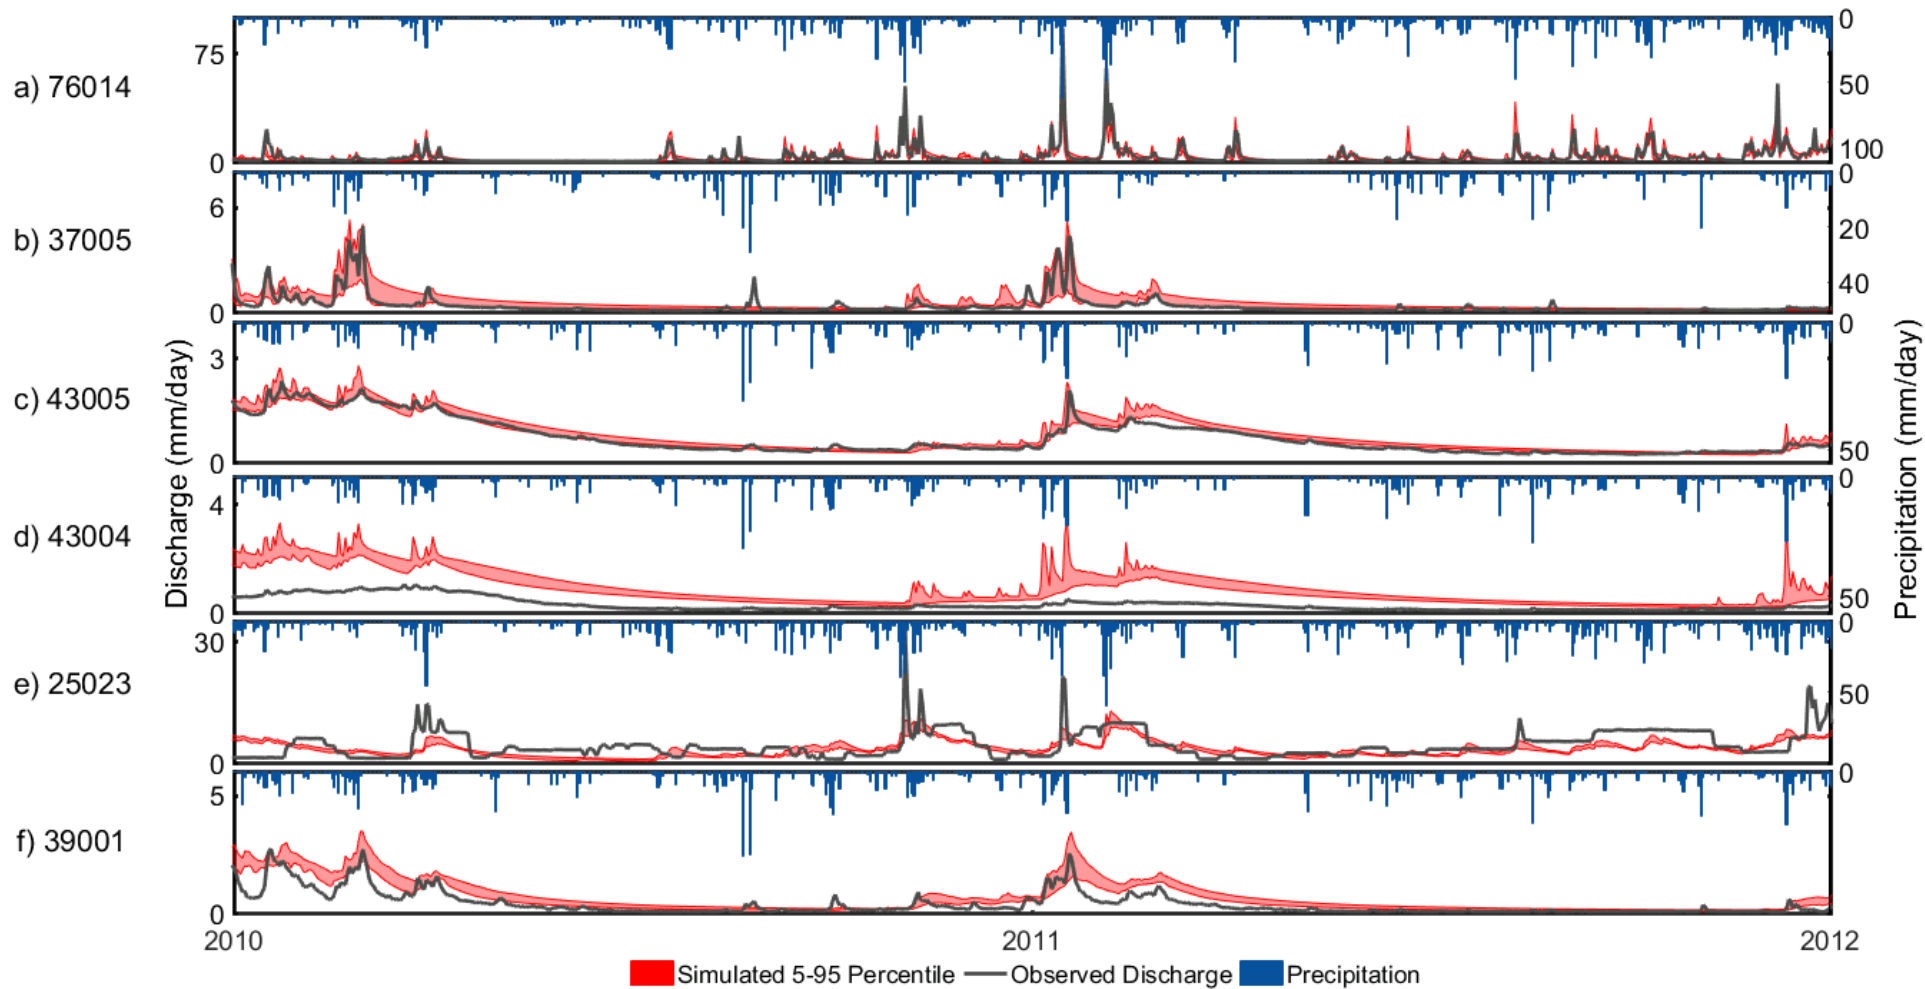 0
75
a) 76014
50
0
100
0
6
20
b) 37005
40
0
0
3
c) 43005
0
50
0
4
d) 43004
0
50
0
30
e) 25023
50
0
0
5
f) 39001
0
Discharge (mm/day)
Precipitation (mm/day)
2010
2011
2012
Simulated 5-95 Percentile
Observed Discharge
Precipitation